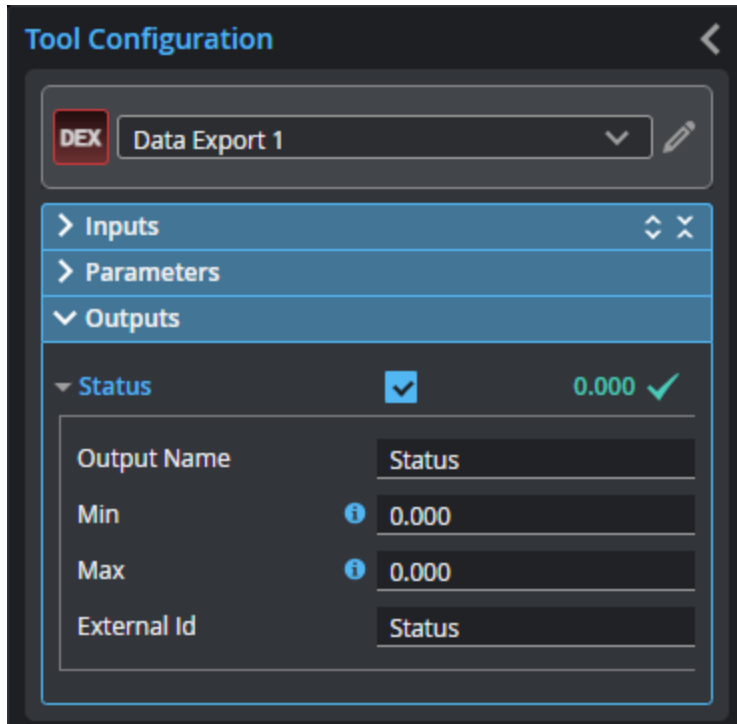 Tool Configuration
DEX Data Export 1
Inputs
Parameters
Outputs
Status 0.000
Output Name Status
Min 0.000
Max 0.000
External Id Status